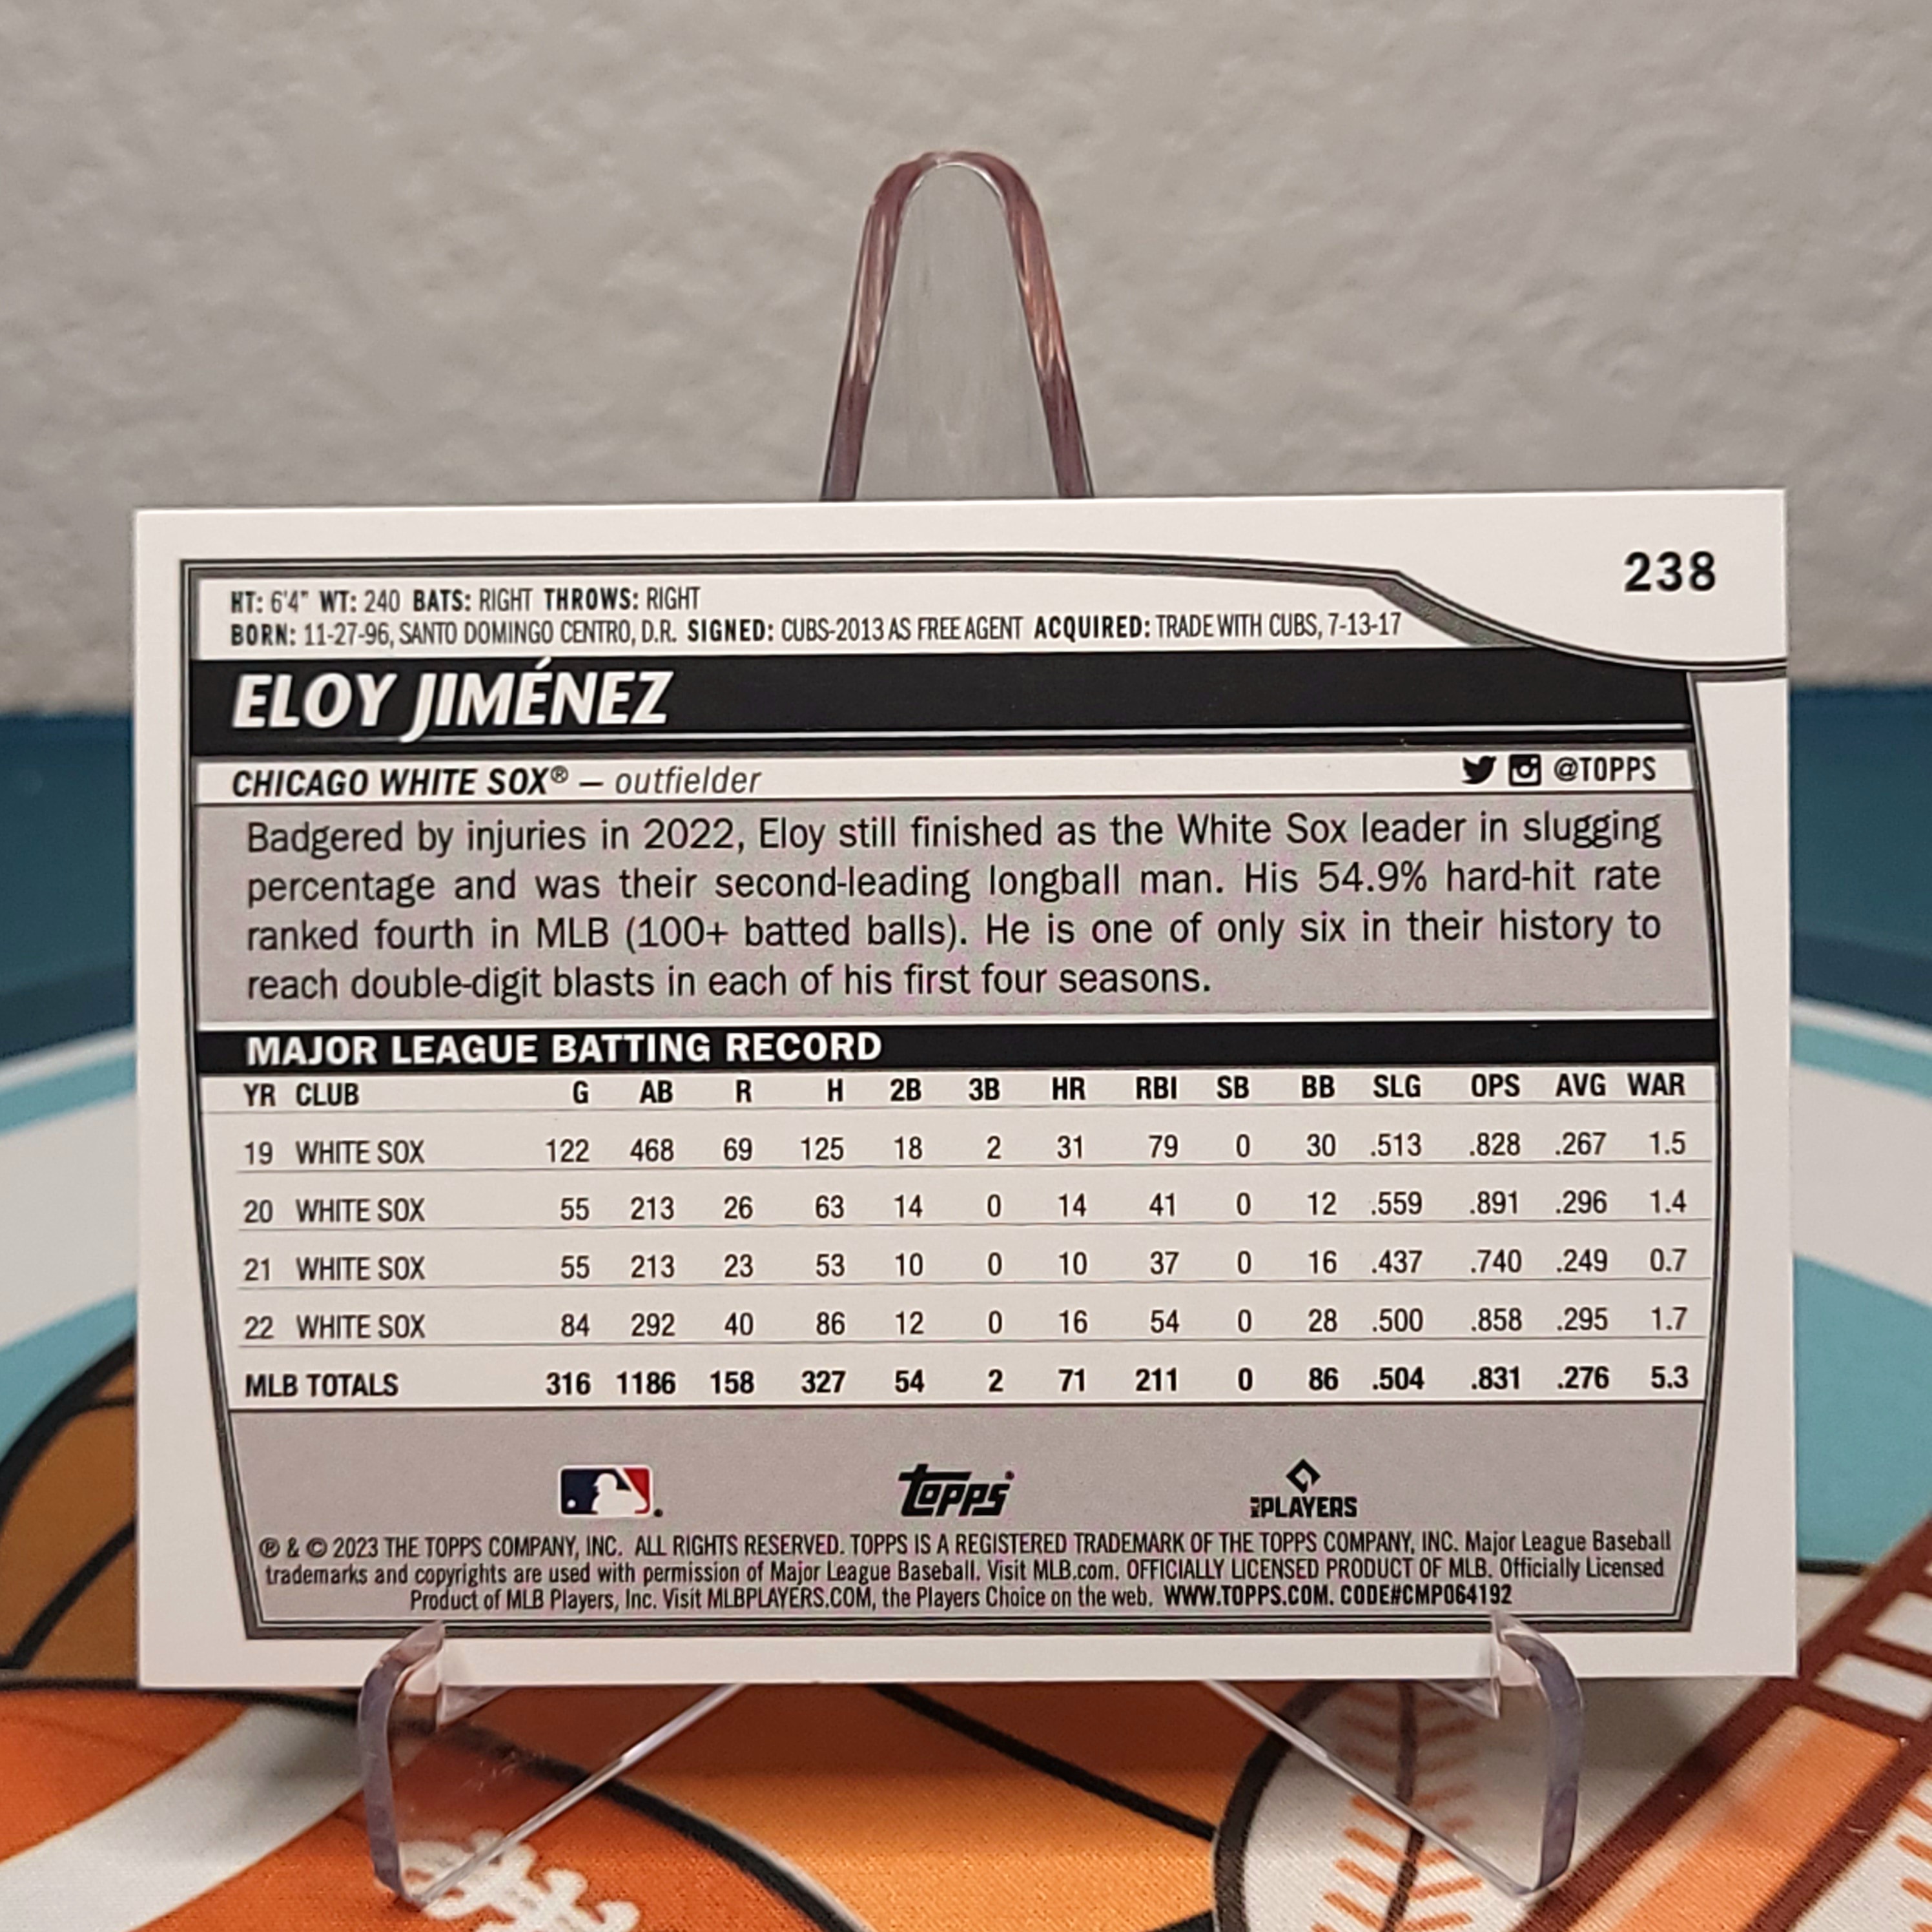 238
HT: 6'4" WT: 240 BATS: RIGHT THROWS: RIGHT
BORN: 11-27-96, SANTO DOMINGO CENTRO, D.R. SIGNED: CUBS-2013 AS FREE AGENT ACQUIRED: TRADE WITH CUBS, 7-13-17
ELOY JIMÉNEZ
CHICAGO WHITE SOX® – outfielder @TOPPS
Badgered by injuries in 2022, Eloy still finished as the White Sox leader in slugging
percentage and was their second-leading longball man. His 54.9% hard-hit rate
ranked fourth in MLB (100+ batted balls). He is one of only six in their history to
reach double-digit blasts in each of his first four seasons.
MAJOR LEAGUE BATTING RECORD
YR CLUB G AB R H 2B 3B HR RBI SB BB SLG OPS AVG WAR
19 WHITE SOX 122 468 69 125 18 2 31 79 0 30 .513 .828 .267 1.5
20 WHITE SOX 55 213 26 63 14 0 14 41 0 12 .559 .891 .296 1.4
21 WHITE SOX 55 213 23 53 10 0 10 37 0 16 .437 .740 .249 0.7
22 WHITE SOX 84 292 40 86 12 0 16 54 0 28 .500 .858 .295 1.7
MLB TOTALS 316 1186 158 327 54 2 71 211 0 86 .504 .831 .276 5.3
topps PLAYERS
® & © 2023 THE TOPPS COMPANY, INC. ALL RIGHTS RESERVED. TOPPS IS A REGISTERED TRADEMARK OF THE TOPPS COMPANY, INC. Major League Baseball
trademarks and copyrights are used with permission of Major League Baseball. Visit MLB.com. OFFICIALLY LICENSED PRODUCT OF MLB. Officially Licensed
Product of MLB Players, Inc. Visit MLBPLAYERS.COM, the Players Choice on the web. WWW.TOPPS.COM. CODE#CMP064192